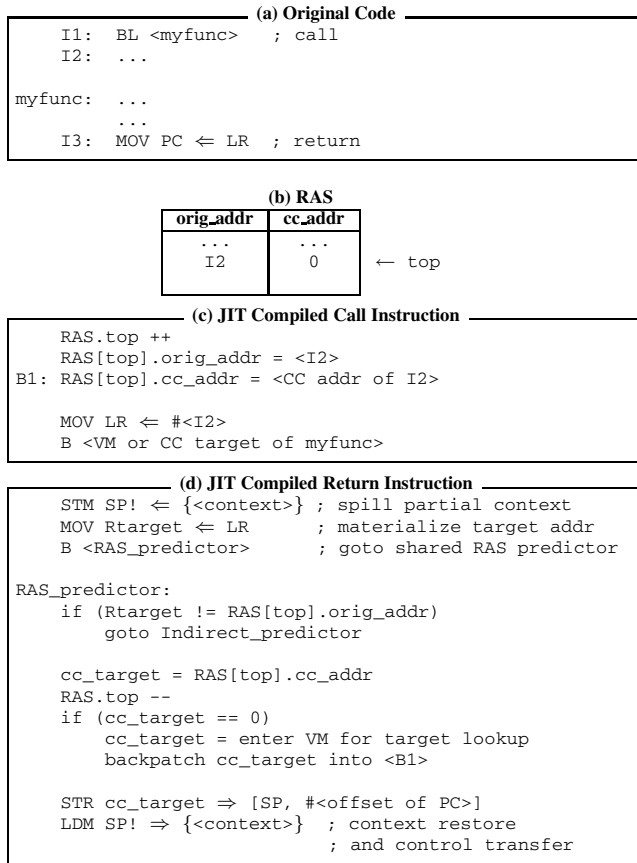 (a) Original Code
I1: BL <myfunc> ; call
I2: ...
myfunc: ...
...
I3: MOV PC ⇐ LR ; return
(b) RAS
orig_addr cc_addr
... ...
I2 0 ← top
(c) JIT Compiled Call Instruction
RAS.top ++
RAS[top].orig_addr = <I2>
B1: RAS[top].cc_addr = <CC addr of I2>
MOV LR ⇐ #<I2>
B <VM or CC target of myfunc>
(d) JIT Compiled Return Instruction
STM SP! ⇐ {<context>} ; spill partial context
MOV Rtarget ⇐ LR ; materialize target addr
B <RAS_predictor> ; goto shared RAS predictor
RAS_predictor:
if (Rtarget != RAS[top].orig_addr)
goto Indirect_predictor
cc_target = RAS[top].cc_addr
RAS.top --
if (cc_target == 0)
cc_target = enter VM for target lookup
backpatch cc_target into <B1>
STR cc_target ⇒ [SP, #<offset of PC>]
LDM SP! ⇒ {<context>} ; context restore
; and control transfer